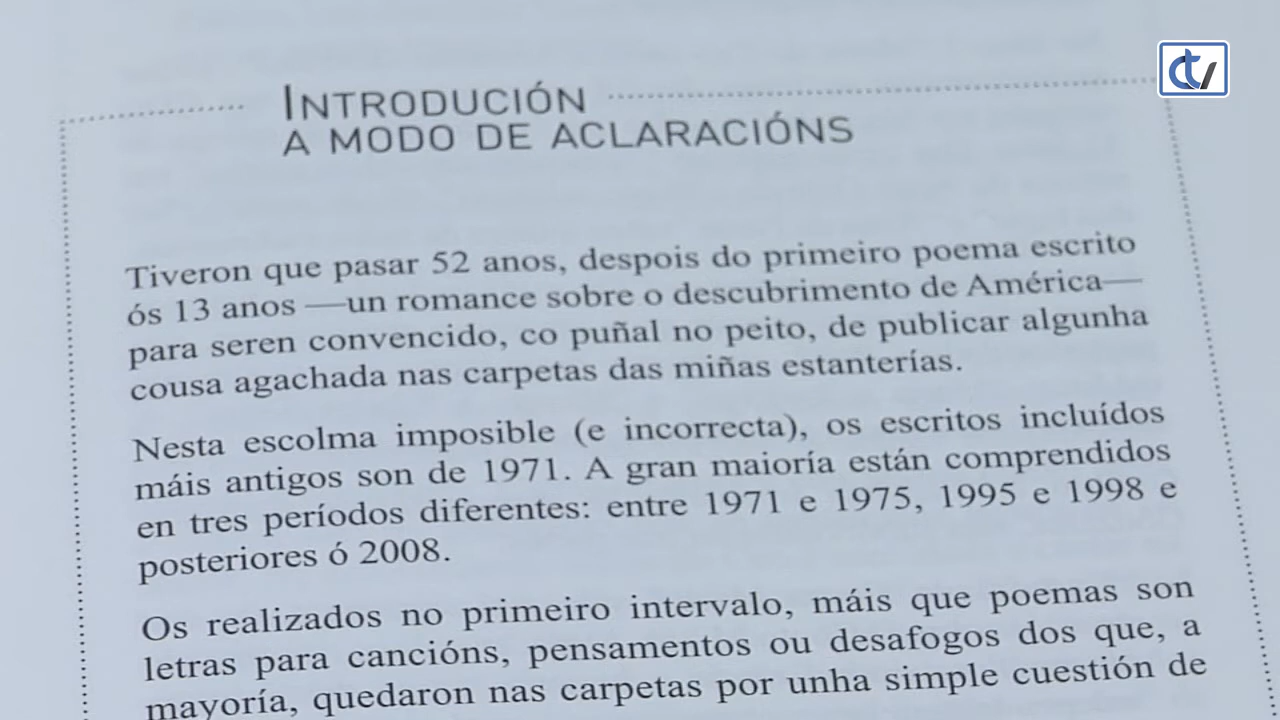 INTRODUCIÓN
A MODO DE ACLARACIÓNS
Tiveron que pasar 52 anos, despois do primeiro poema escrito
ós 13 anos —un romance sobre o descubrimento de América—
para seren convencido, co puñal no peito, de publicar algunha
cousa agachada nas carpetas das miñas estanterías.
Nesta escolma imposible (e incorrecta), os escritos incluídos
máis antigos son de 1971. A gran maioría están comprendidos
en tres períodos diferentes: entre 1971 e 1975, 1995 e 1998 e
posteriores ó 2008.
Os realizados no primeiro intervalo, máis que poemas son
letras para cancións, pensamentos ou desafogos dos que, a
mayoría, quedaron nas carpetas por unha simple cuestión de